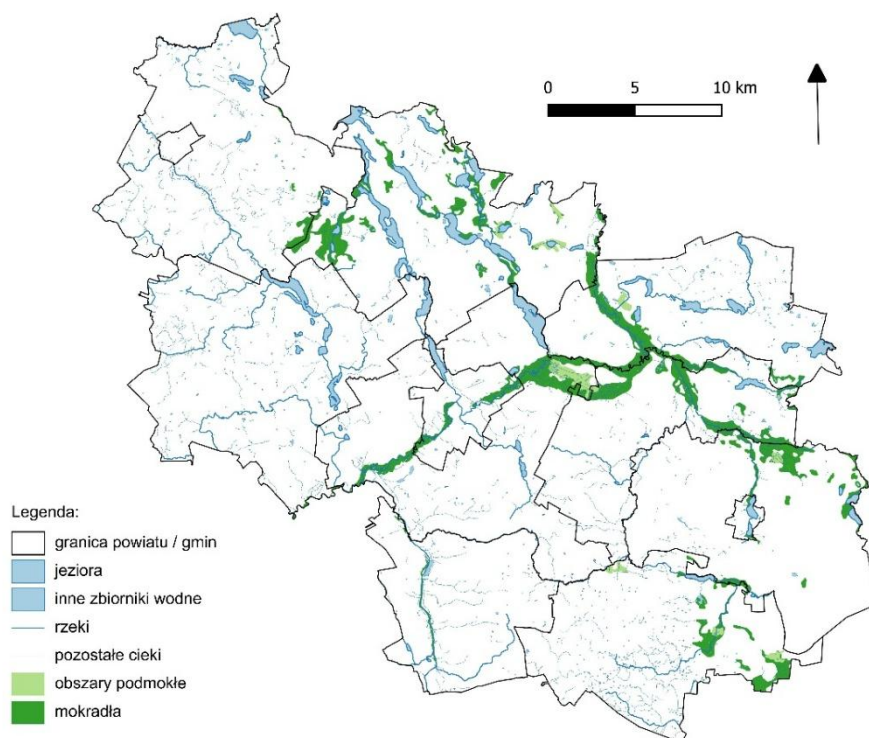 0 5 10 km
Legenda:
granica powiatu / gmin
jeziora
inne zbiorniki wodne
rzeki
pozostałe cieki
obszary podmokłe
mokradła